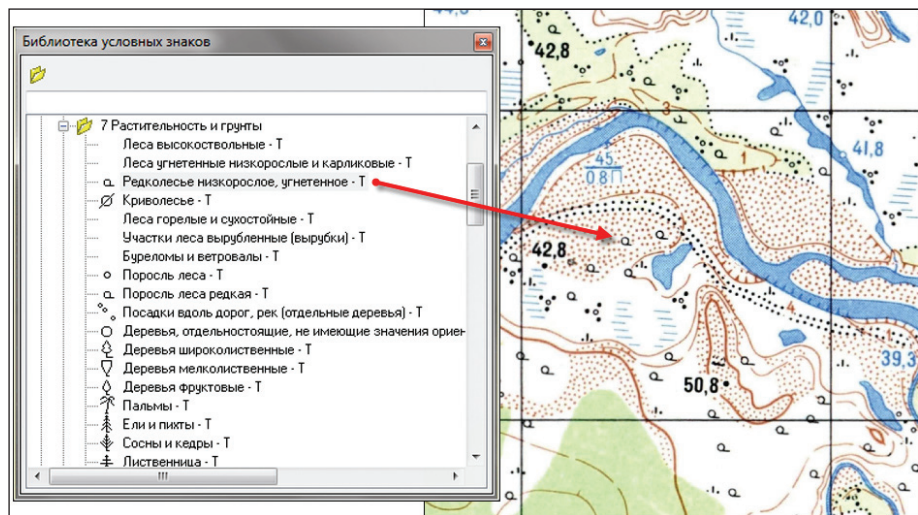 Библиотека условных знаков
7 Растительность и грунты
Леса высокоствольные - Т
Леса угнетенные низкорослые и карликовые - Т
Редколесье низкорослое, угнетенное - Т
Криволесье - Т
Леса горелые и сухостойные - Т
Участки леса вырубленные (вырубки) - Т
Буреломы и ветровалы - Т
Поросль леса - Т
Поросль леса редкая - Т
Посадки вдоль дорог, рек (отдельные деревья) - Т
Деревья, отдельностоящие, не имеющие значения ориен
Деревья широколиственные - Т
Деревья мелколиственные - Т
Деревья фруктовые - Т
Пальмы - Т
Ели и пихты - Т
Сосны и кедры - Т
Лиственница - Т
42,0
42,8
3
41,8
1
45.
0 8 П
42,8
4
39,3
50,8